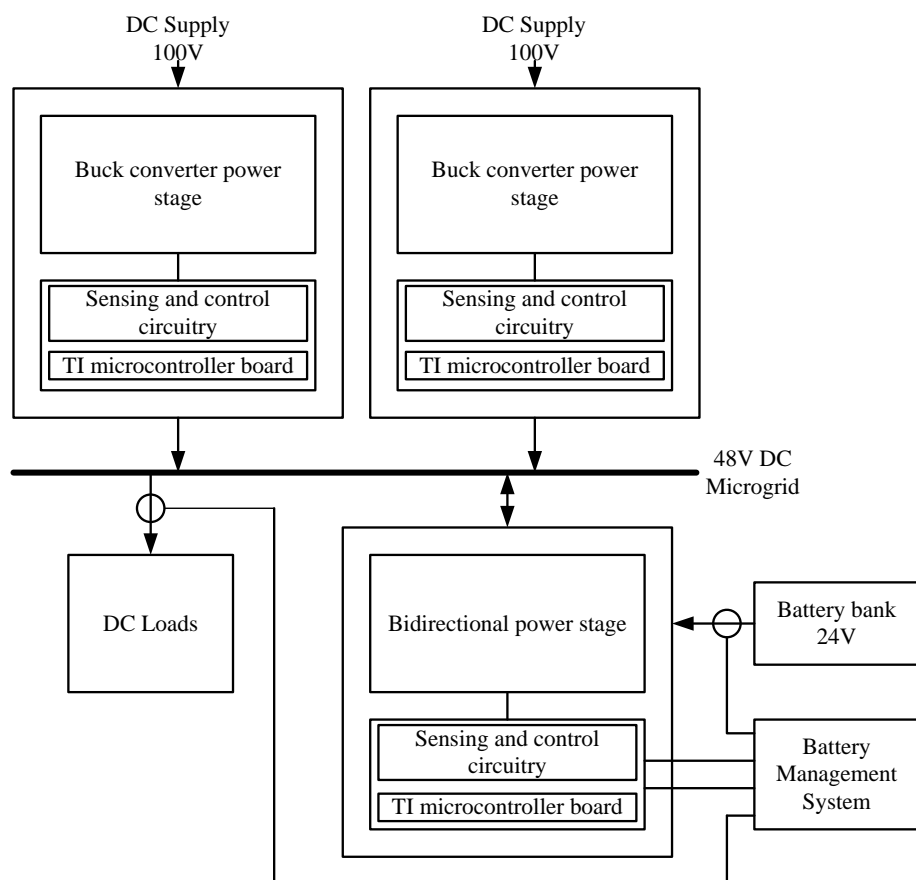 DC Supply
100V
DC Supply
100V
Buck converter power
stage
Buck converter power
stage
Sensing and control
circuitry
TI microcontroller board
Sensing and control
circuitry
TI microcontroller board
48V DC
Microgrid
DC Loads
Bidirectional power stage
Battery bank
24V
Sensing and control
circuitry
TI microcontroller board
Battery
Management
System